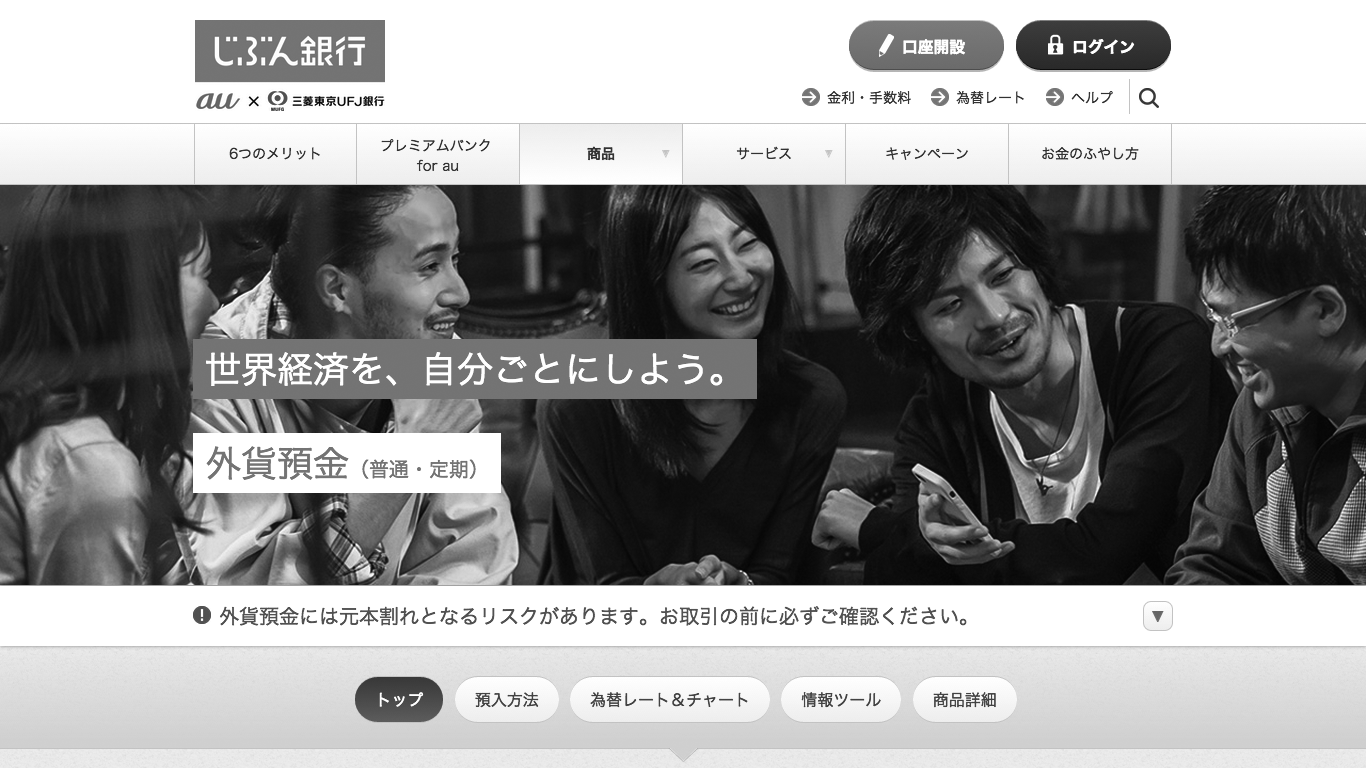 じぶん銀行
au × MUFG 三菱東京UFJ銀行
口座開設
ログイン
金利・手数料
為替レート
ヘルプ
6つのメリット
プレミアムバンク
for au
商品
サービス
キャンペーン
お金のふやし方
世界経済を、自分ごとにしよう。
外貨預金（普通・定期）
外貨預金には元本割れとなるリスクがあります。お取引の前に必ずご確認ください。
トップ
預入方法
為替レート＆チャート
情報ツール
商品詳細